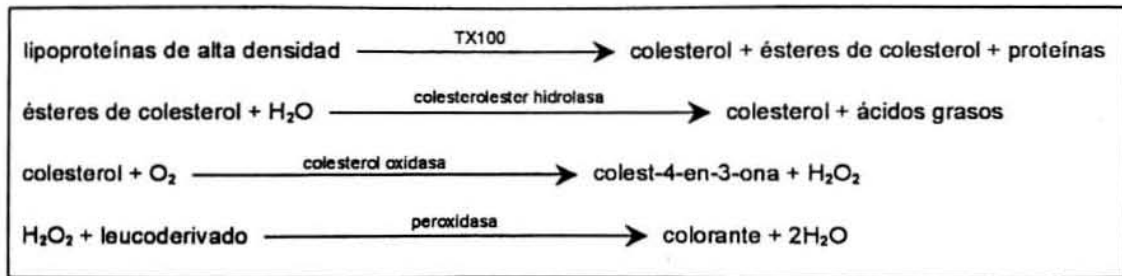 lipoproteínas de alta densidad TX100 colesterol + ésteres de colesterol + proteínas
ésteres de colesterol + H₂O colesterolester hidrolasa colesterol + ácidos grasos
colesterol + O₂ colesterol oxidasa colest-4-en-3-ona + H₂O₂
H₂O₂ + leucoderivado peroxidasa colorante + 2H₂O